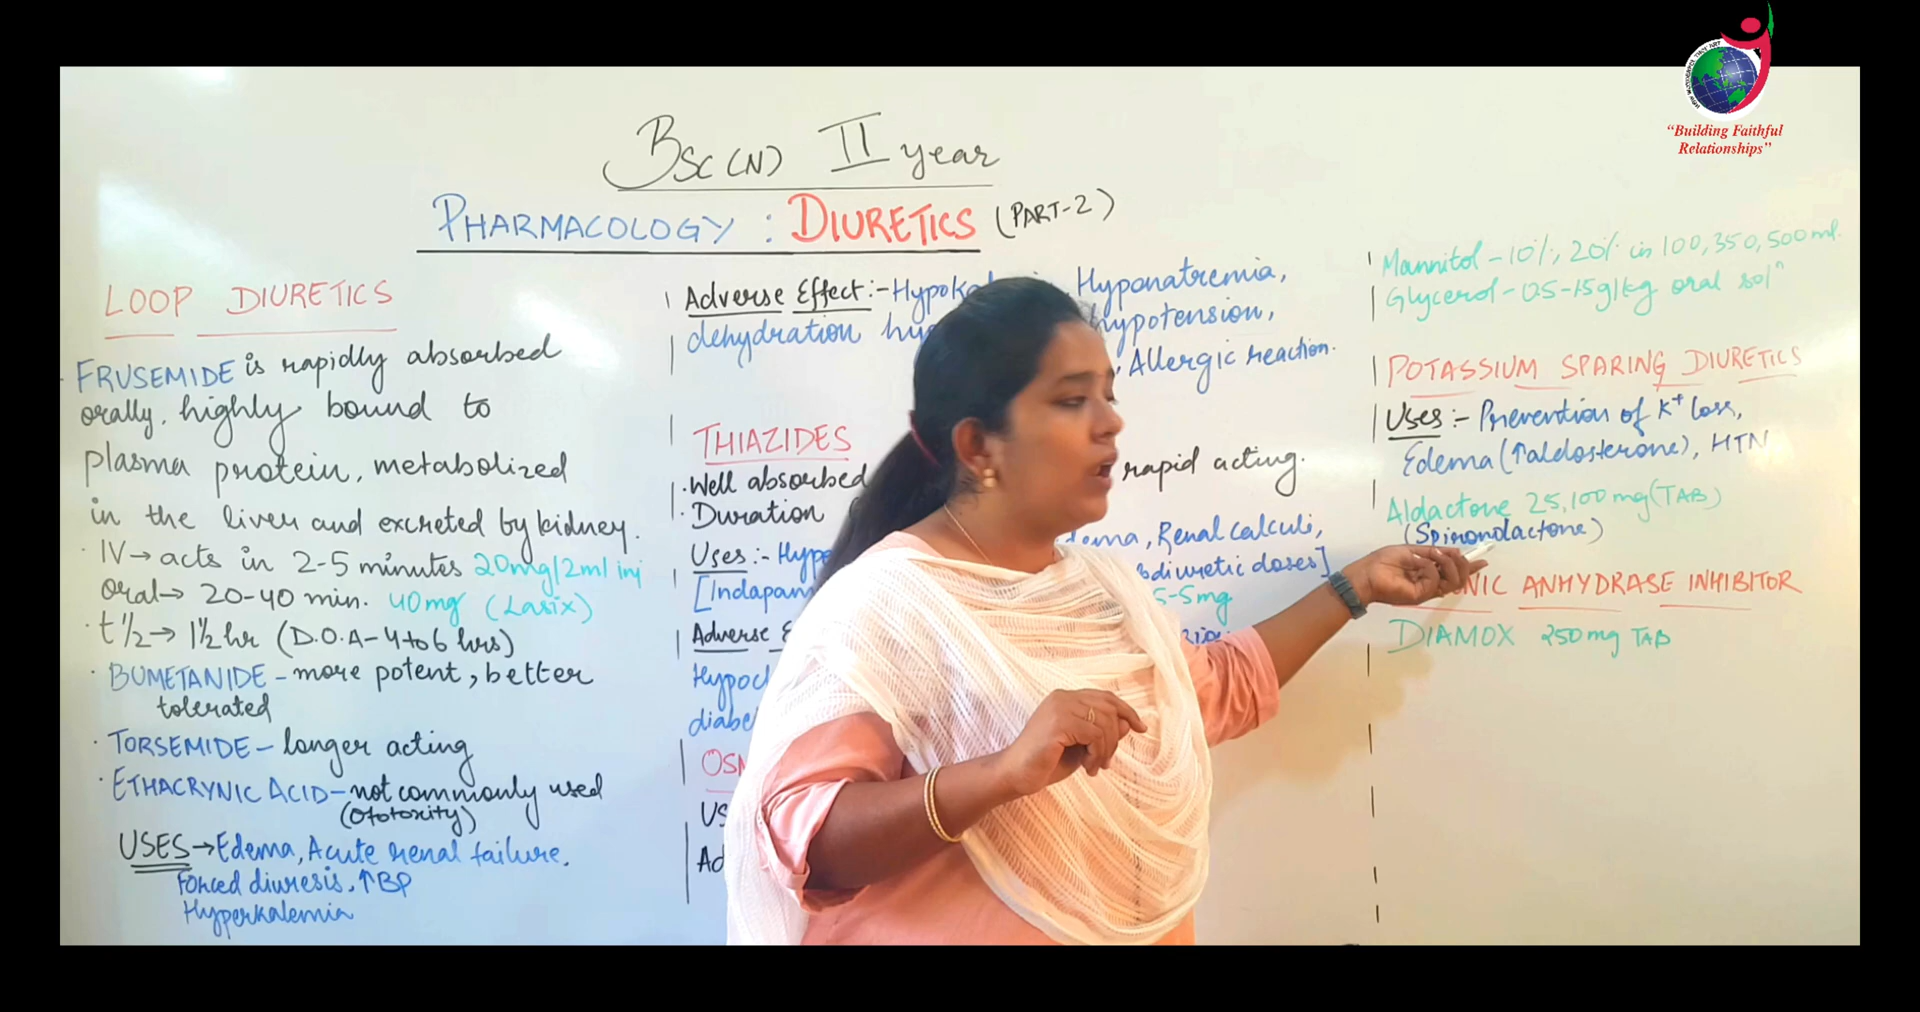 "Building Faithful
Relationships"
BSC (N) II year
PHARMACOLOGY : DIURETICS (PART-2)
LOOP DIURETICS
FRUSEMIDE is rapidly absorbed
orally, highly bound to
plasma protein, metabolized
in the liver and excreted by kidney.
· IV→ acts in 2-5 minutes 20mg/2ml inj
Oral→ 20-40 min. 40mg (Lasix)
· t½→ 1½ hr (D.O.A-4 to 6 hrs)
· BUMETANIDE - more potent, better
tolerated
· TORSEMIDE - longer acting
· ETHACRYNIC ACID - not commonly used
(Ototoxicity)
USES→Edema, Acute renal failure,
Forced diuresis, ↑BP
Hyperkalemia
Adverse Effect:- Hyponatremia,
dehydration hypotension,
Allergic reaction.
THIAZIDES
· Well absorbed rapid acting.
· Duration
Uses:- Renal calculi,
diuretic doses]
5-5mg
Adverse
Mannitol - 10%, 20% in 100, 350, 500ml.
Glycerol - 0.5-1.5g/kg oral solⁿ
POTASSIUM SPARING DIURETICS
Uses:- Prevention of K⁺ loss,
Edema (↑aldosterone), HTN
Aldactone 25, 100mg (TAB)
(Spironolactone)
ANHYDRASE INHIBITOR
DIAMOX 250mg TAB